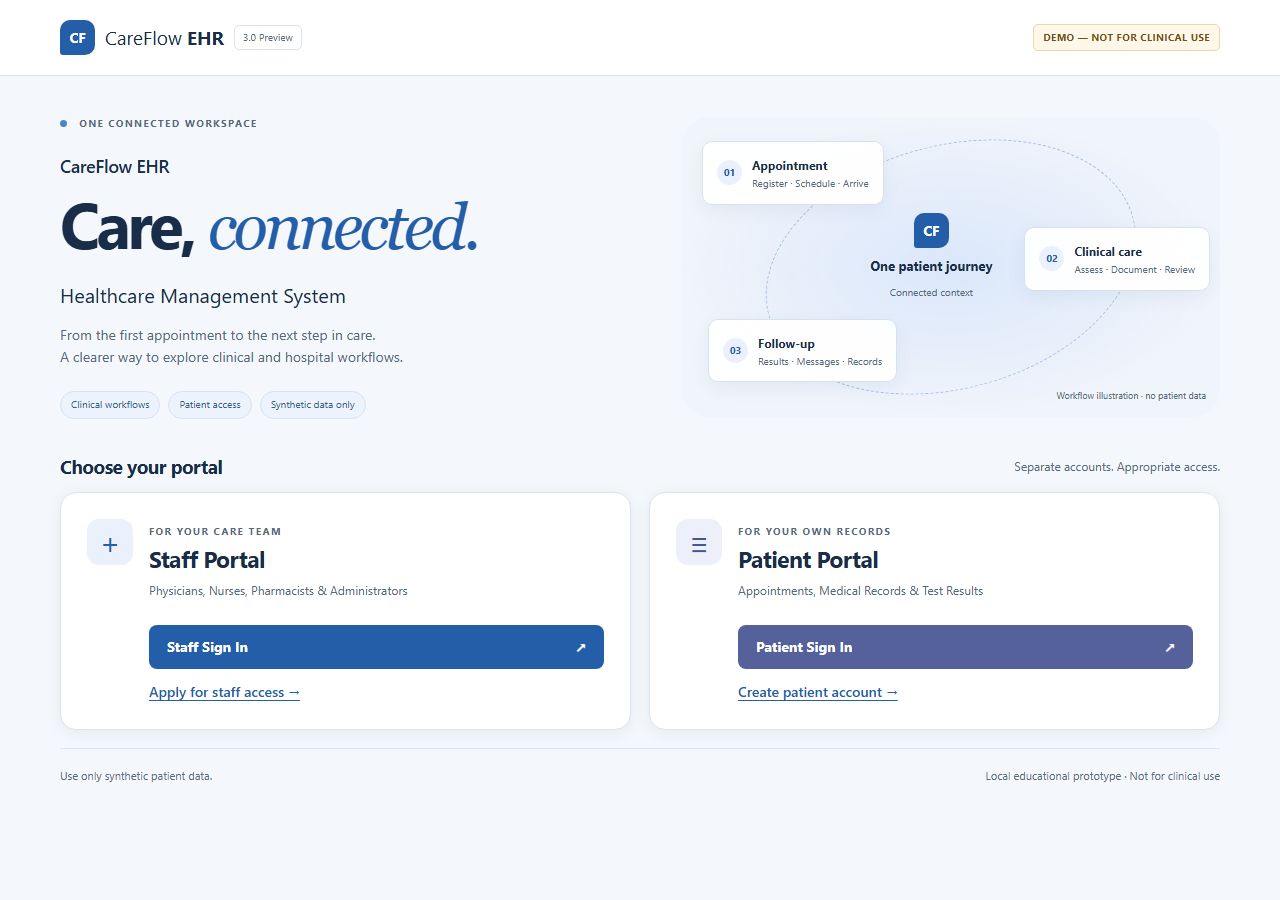 CF CareFlow EHR 3.0 Preview
DEMO — NOT FOR CLINICAL USE
ONE CONNECTED WORKSPACE
CareFlow EHR
Care, connected.
Healthcare Management System
From the first appointment to the next step in care.
A clearer way to explore clinical and hospital workflows.
Clinical workflows
Patient access
Synthetic data only
01
Appointment
Register · Schedule · Arrive
CF
One patient journey
Connected context
02
Clinical care
Assess · Document · Review
03
Follow-up
Results · Messages · Records
Workflow illustration · no patient data
Choose your portal
Separate accounts. Appropriate access.
FOR YOUR CARE TEAM
Staff Portal
Physicians, Nurses, Pharmacists & Administrators
Staff Sign In ↗
Apply for staff access →
FOR YOUR OWN RECORDS
Patient Portal
Appointments, Medical Records & Test Results
Patient Sign In ↗
Create patient account →
Use only synthetic patient data.
Local educational prototype · Not for clinical use